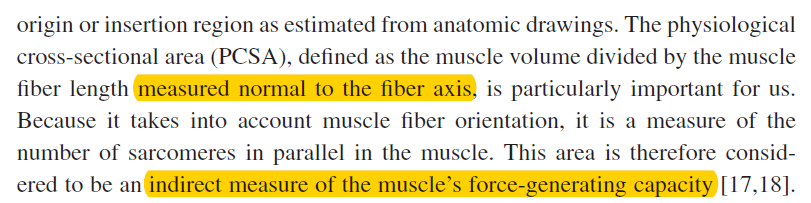 origin or insertion region as estimated from anatomic drawings. The physiological
cross-sectional area (PCSA), defined as the muscle volume divided by the muscle
fiber length measured normal to the fiber axis, is particularly important for us.
Because it takes into account muscle fiber orientation, it is a measure of the
number of sarcomeres in parallel in the muscle. This area is therefore consid-
ered to be an indirect measure of the muscle's force-generating capacity [17,18].